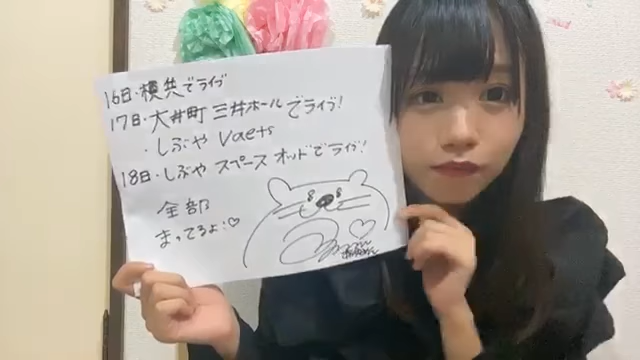 16日・横浜でライブ
17日・大井町 三井ホールでライブ!
・しぶや Vuets
18日・しぶや スペース オッドでライブ!
全部
まってるよ:♡